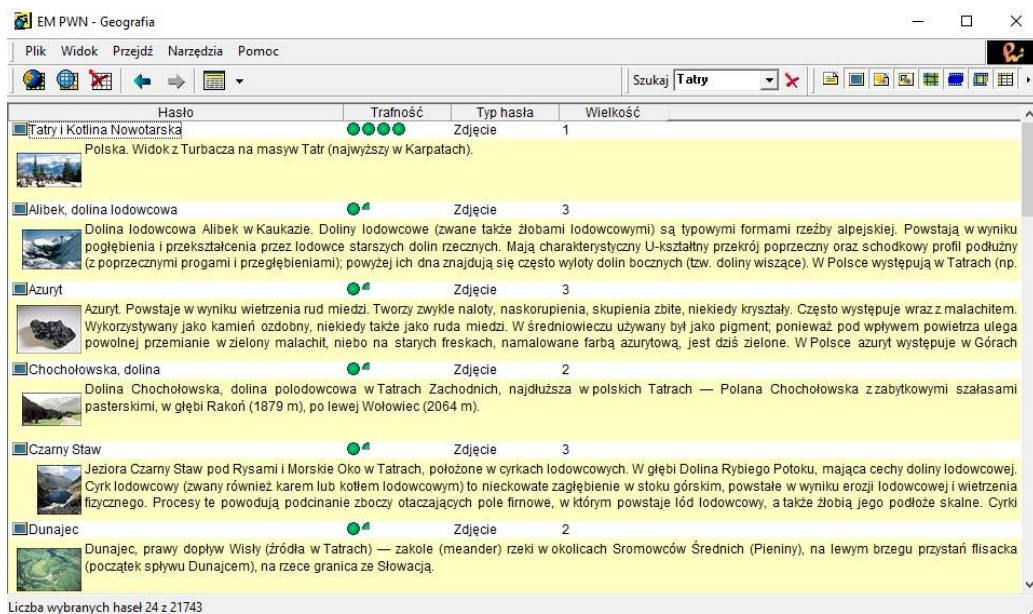 EM PWN - Geografia
Plik Widok Przejdź Narzędzia Pomoc
Szukaj Tatry
Hasło Trafność Typ hasła Wielkość
Tatry i Kotlina Nowotarska Zdjęcie 1
Polska. Widok z Turbacza na masyw Tatr (najwyższy w Karpatach).
Alibek, dolina lodowcowa Zdjęcie 3
Dolina lodowcowa Alibek w Kaukazie. Doliny lodowcowe (zwane także żłobami lodowcowymi) są typowymi formami rzeźby alpejskiej. Powstają w wyniku
pogłębienia i przekształcenia przez lodowce starszych dolin rzecznych. Mają charakterystyczny U-kształtny przekrój poprzeczny oraz schodkowy profil podłużny
(z poprzecznymi progami i przegłębieniami); powyżej ich dna znajdują się często wyloty dolin bocznych (tzw. doliny wiszące). W Polsce występują w Tatrach (np.
Azuryt Zdjęcie 3
Azuryt. Powstaje w wyniku wietrzenia rud miedzi. Tworzy zwykle naloty, naskorupienia, skupienia zbite, niekiedy kryształy. Często występuje wraz z malachitem.
Wykorzystywany jako kamień ozdobny, niekiedy także jako ruda miedzi. W średniowieczu używany był jako pigment; ponieważ pod wpływem powietrza ulega
powolnej przemianie w zielony malachit, niebo na starych freskach, namalowane farbą azurytową, jest dziś zielone. W Polsce azuryt występuje w Górach
Chochołowska, dolina Zdjęcie 2
Dolina Chochołowska, dolina polodowcowa w Tatrach Zachodnich, najdłuższa w polskich Tatrach — Polana Chochołowska z zabytkowymi szałasami
pasterskimi, w głębi Rakoń (1879 m), po lewej Wołowiec (2064 m).
Czarny Staw Zdjęcie 3
Jeziora Czarny Staw pod Rysami i Morskie Oko w Tatrach, położone w cyrkach lodowcowych. W głębi Dolina Rybiego Potoku, mająca cechy doliny lodowcowej.
Cyrk lodowcowy (zwany również karem lub kotłem lodowcowym) to nieckowate zagłębienie w stoku górskim, powstałe w wyniku erozji lodowcowej i wietrzenia
fizycznego. Procesy te powodują podcinanie zboczy otaczających pole firnowe, w którym powstaje lód lodowcowy, a także żłobią jego podłoże skalne. Cyrki
Dunajec Zdjęcie 2
Dunajec, prawy dopływ Wisły (źródła w Tatrach) — zakole (meander) rzeki w okolicach Sromowców Średnich (Pieniny), na lewym brzegu przystań flisacka
(początek spływu Dunajcem), na rzece granica ze Słowacją.
Liczba wybranych haseł 24 z 21743